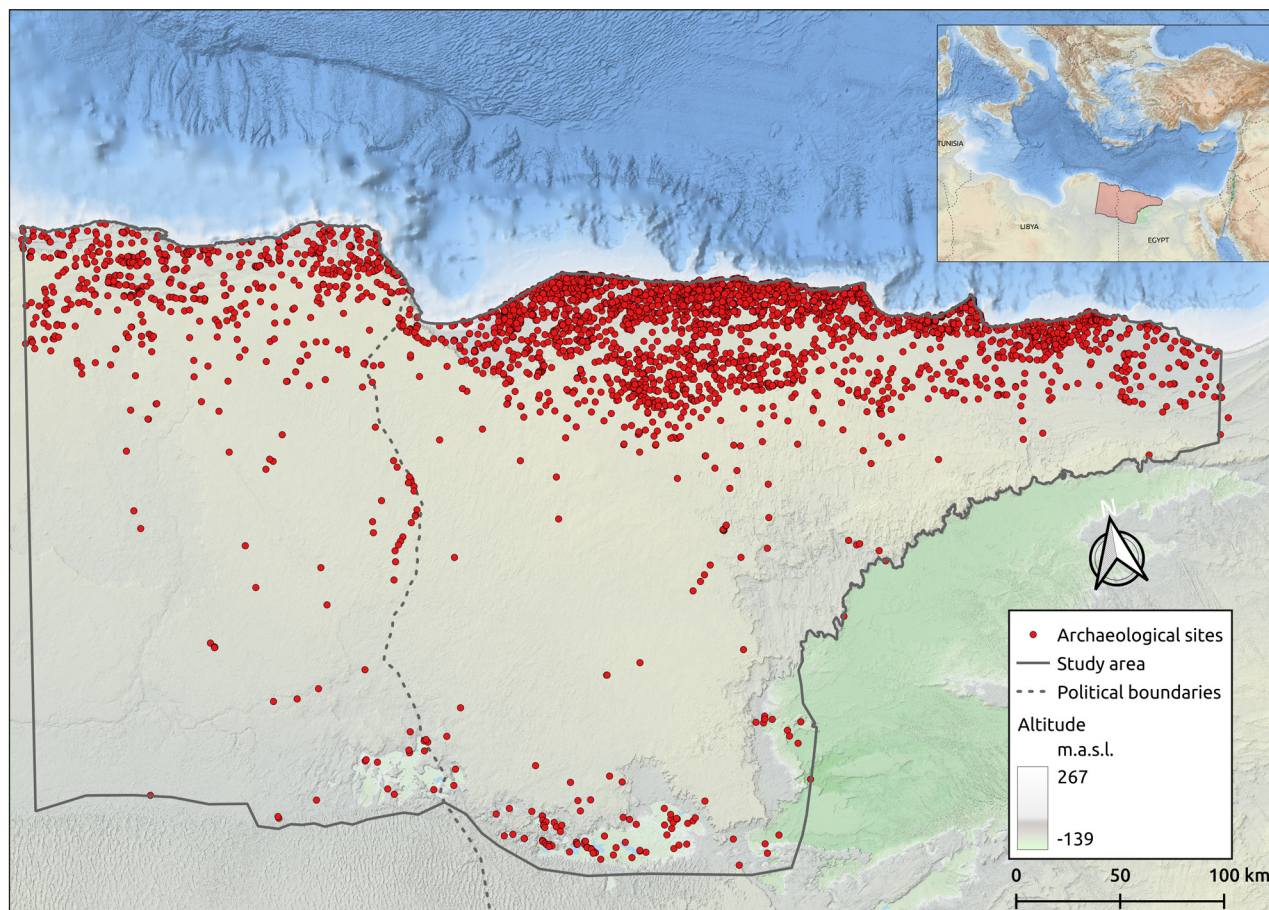 TUNISIA
LIBYA
EGYPT
N
Archaeological sites
Study area
Political boundaries
Altitude
m.a.s.l.
267
-139
0 50 100 km